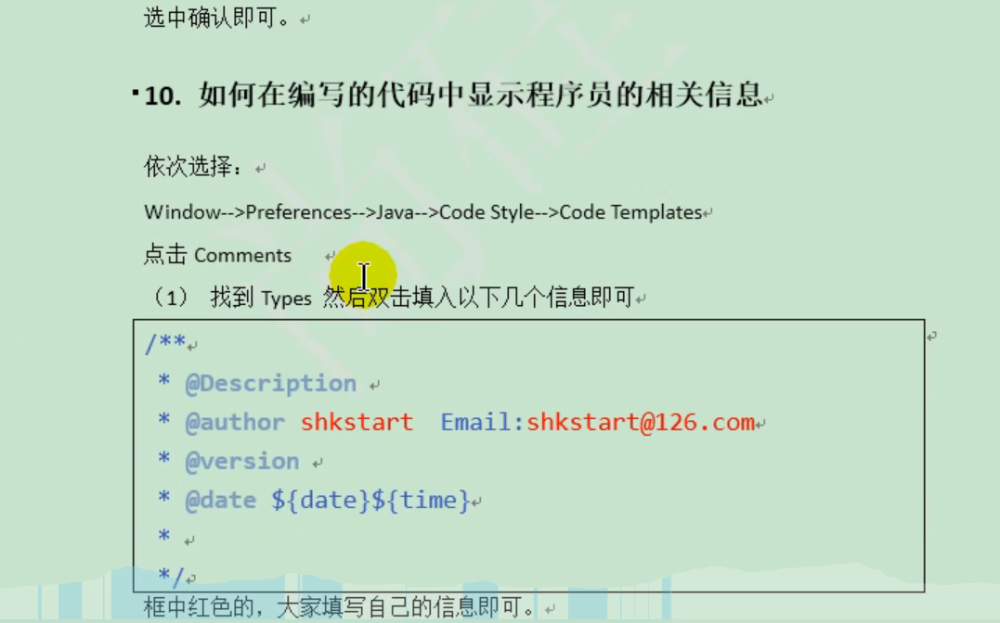 选中确认即可。
10. 如何在编写的代码中显示程序员的相关信息
依次选择：
Window-->Preferences-->Java-->Code Style-->Code Templates
点击 Comments
（1） 找到 Types 然后双击填入以下几个信息即可
/**
* @Description
* @author shkstart Email:shkstart@126.com
* @version
* @date ${date}${time}
*
*/
框中红色的，大家填写自己的信息即可。